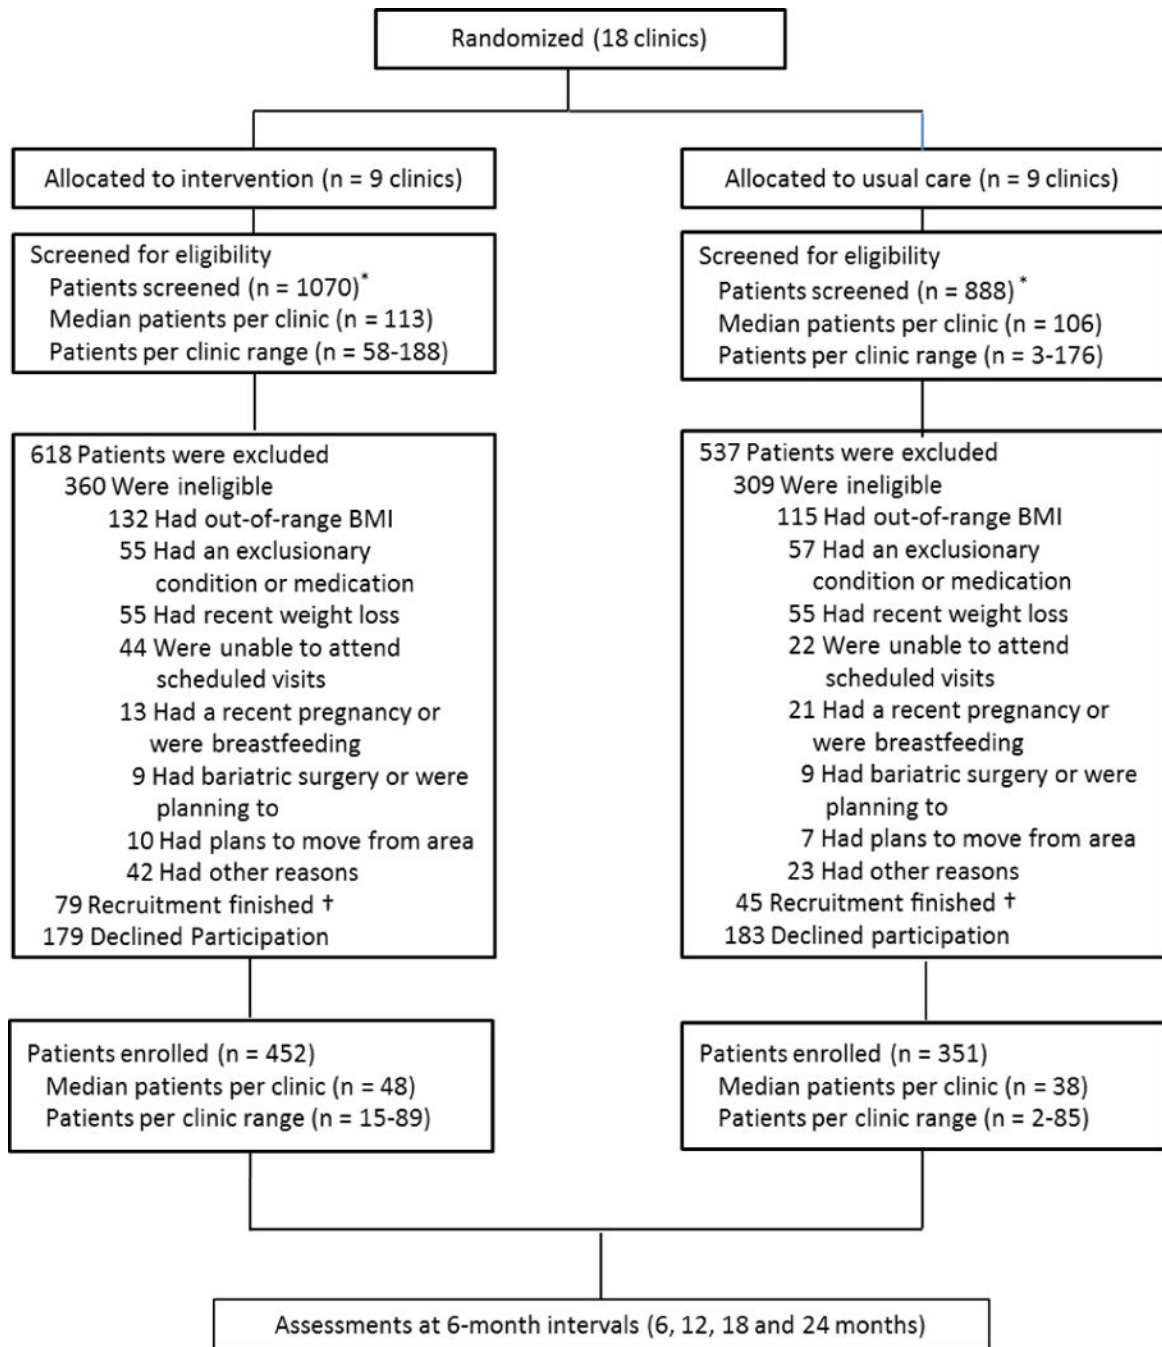 Randomized (18 clinics)
Allocated to intervention (n = 9 clinics)
Screened for eligibility
Patients screened (n = 1070)*
Median patients per clinic (n = 113)
Patients per clinic range (n = 58-188)
618 Patients were excluded
360 Were ineligible
132 Had out-of-range BMI
55 Had an exclusionary
condition or medication
55 Had recent weight loss
44 Were unable to attend
scheduled visits
13 Had a recent pregnancy or
were breastfeeding
9 Had bariatric surgery or were
planning to
10 Had plans to move from area
42 Had other reasons
79 Recruitment finished †
179 Declined Participation
Patients enrolled (n = 452)
Median patients per clinic (n = 48)
Patients per clinic range (n = 15-89)
Allocated to usual care (n = 9 clinics)
Screened for eligibility
Patients screened (n = 888) *
Median patients per clinic (n = 106)
Patients per clinic range (n = 3-176)
537 Patients were excluded
309 Were ineligible
115 Had out-of-range BMI
57 Had an exclusionary
condition or medication
55 Had recent weight loss
22 Were unable to attend
scheduled visits
21 Had a recent pregnancy or
were breastfeeding
9 Had bariatric surgery or were
planning to
7 Had plans to move from area
23 Had other reasons
45 Recruitment finished †
183 Declined participation
Patients enrolled (n = 351)
Median patients per clinic (n = 38)
Patients per clinic range (n = 2-85)
Assessments at 6-month intervals (6, 12, 18 and 24 months)